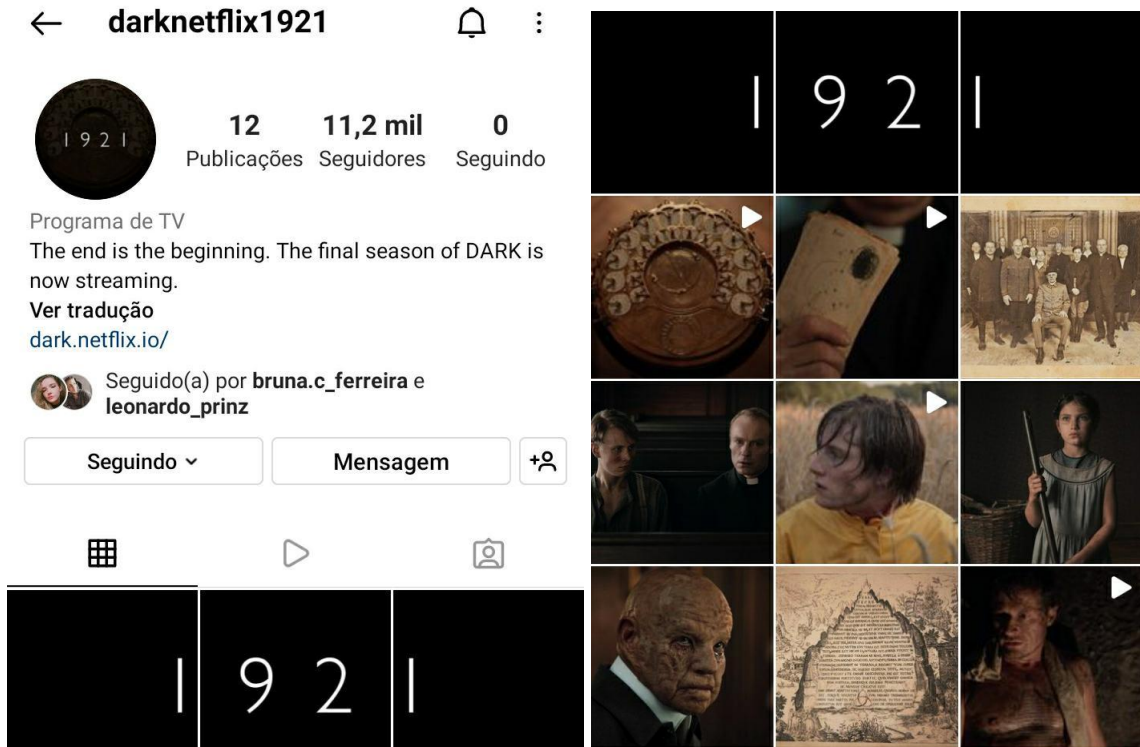 darknetflix1921
1921
12
Publicações
11,2 mil
Seguidores
0
Seguindo
Programa de TV
The end is the beginning. The final season of DARK is
now streaming.
Ver tradução
dark.netflix.io/
Seguido(a) por bruna.c_ferreira e
leonardo_prinz
Seguindo
Mensagem
1 9 2 1
1 9 2 1